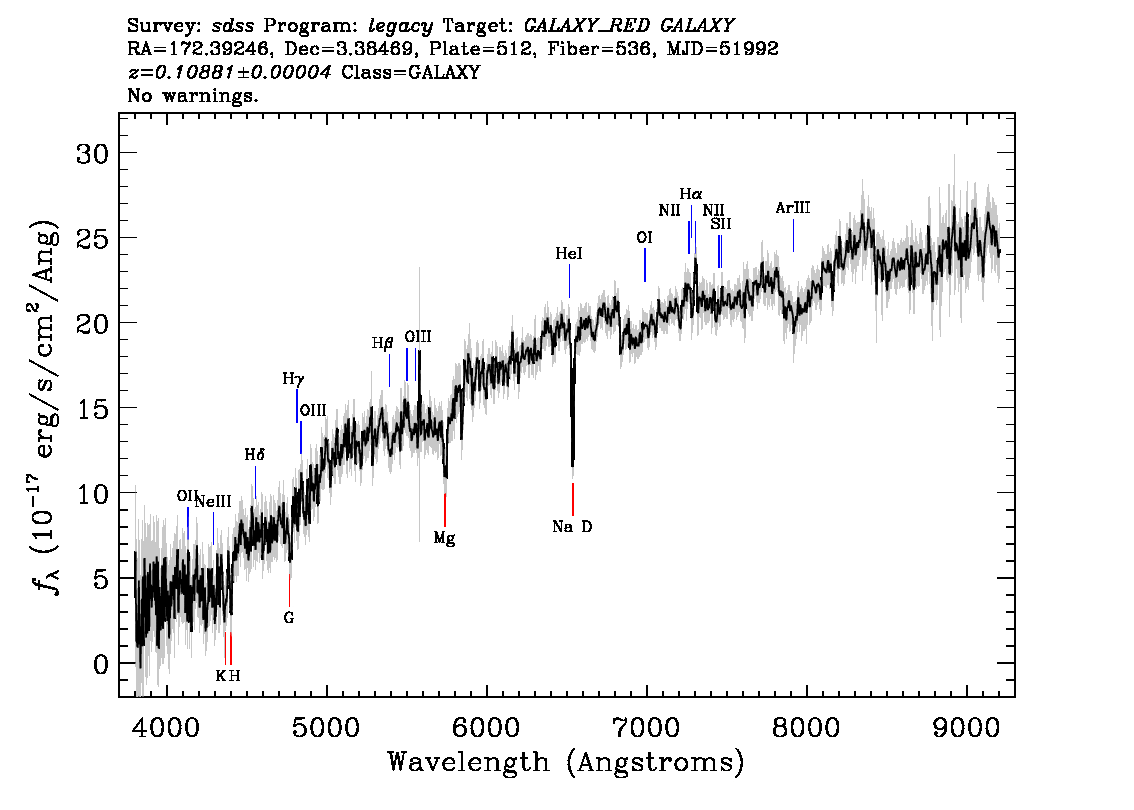 Survey: sdss Program: legacy Target: GALAXY_RED GALAXY
RA=172.39246, Dec=3.38469, Plate=512, Fiber=536, MJD=51992
z=0.10881±0.00004 Class=GALAXY
No warnings.
30
25
20
15
10
5
0
f_λ (10^−17 erg/s/cm^2/Ang)
Hα
NII NII
ArIII
SII
OI
HeI
Hβ OIII
Hγ
OIII
Hδ
OII NeIII
Na D
Mg
G
K H
4000 5000 6000 7000 8000 9000
Wavelength (Angstroms)